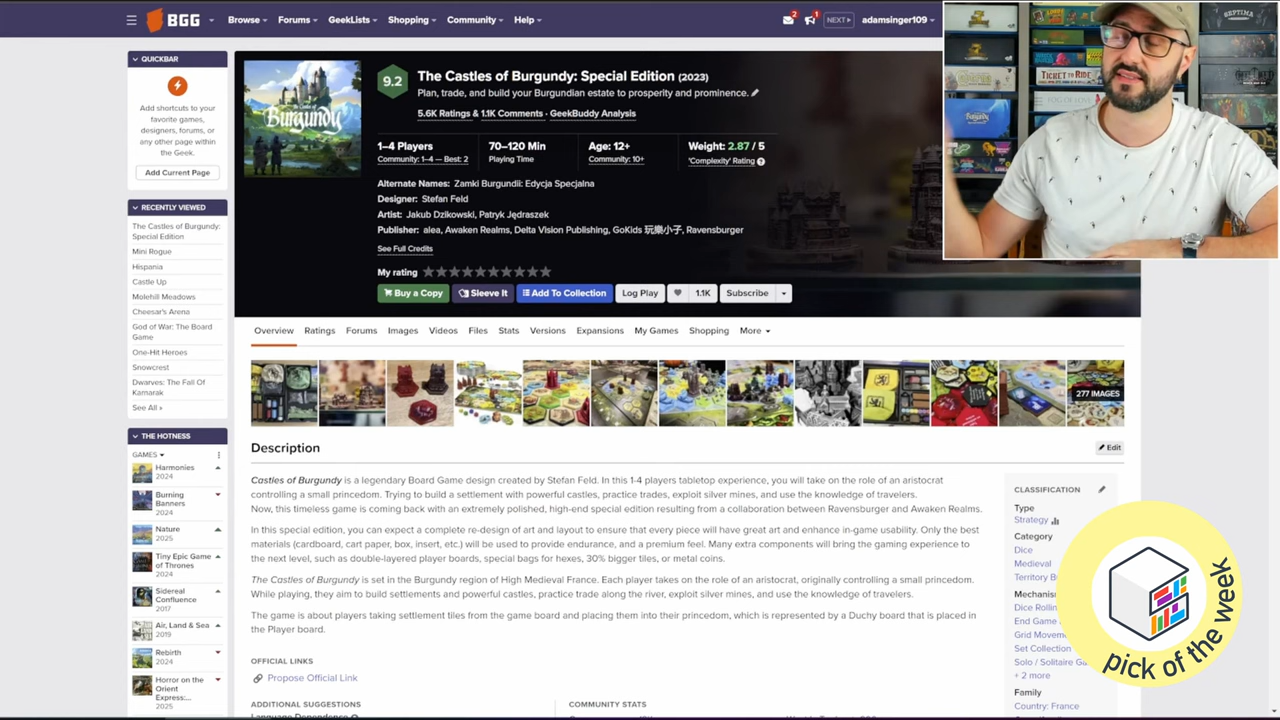 BGG
Browse
Forums
GeekLists
Shopping
Community
Help
2
1
NEXT
adamsinger109
SEPTIMA
TICKET TO RIDE
FOG OF LOVE
Burgundy
QUICKBAR
Add shortcuts to your
favorite games,
designers, forums, or
any other page within
the Geek.
Add Current Page
RECENTLY VIEWED
The Castles of Burgundy:
Special Edition
Mini Rogue
Hispania
Castle Up
Molehill Meadows
Cheesar's Arena
God of War: The Board
Game
One-Hit Heroes
Snowcrest
Dwarves: The Fall Of
Karnarak
See All »
THE HOTNESS
GAMES
Harmonies
2024
Burning
Banners
2024
Nature
2025
Tiny Epic Game
of Thrones
2024
Sidereal
Confluence
2017
Air, Land & Sea
2019
Rebirth
2024
Horror on the
Orient
Express:...
2025
The Castles of
Burgundy
9.2
The Castles of Burgundy: Special Edition (2023)
Plan, trade, and build your Burgundian estate to prosperity and prominence.
5.6K Ratings & 1.1K Comments · GeekBuddy Analysis
1–4 Players
Community: 1–4 — Best: 2
70–120 Min
Playing Time
Age: 12+
Community: 10+
Weight: 2.87 / 5
'Complexity' Rating
Alternate Names: Zamki Burgundii: Edycja Specjalna
Designer: Stefan Feld
Artist: Jakub Dzikowski, Patryk Jędraszek
Publisher: alea, Awaken Realms, Delta Vision Publishing, GoKids 玩樂小子, Ravensburger
See Full Credits
My rating
Buy a Copy
Sleeve It
Add To Collection
Log Play
1.1K
Subscribe
Overview
Ratings
Forums
Images
Videos
Files
Stats
Versions
Expansions
My Games
Shopping
More
277 IMAGES
Description
Edit
Castles of Burgundy is a legendary Board Game design created by Stefan Feld. In this 1-4 players tabletop experience, you will take on the role of an aristocrat
controlling a small princedom. Trying to build a settlement with powerful castles, practice trades, exploit silver mines, and use the knowledge of travelers.
Now, this timeless game is coming back with an extremely polished, high-end special edition resulting from a collaboration between Ravensburger and Awaken Realms.
In this special edition, you can expect a complete re-design of art and layout to ensure that every piece will have great art and enhance in-game usability. Only the best
materials (cardboard, cart paper, box, insert, etc.) will be used to provide endurance, and a premium feel. Many extra components will bring the gaming experience to
the next level, such as double-layered player boards, special bags for hexes, 30% bigger tiles, or metal coins.
The Castles of Burgundy is set in the Burgundy region of High Medieval France. Each player takes on the role of an aristocrat, originally controlling a small princedom.
While playing, they aim to build settlements and powerful castles, practice trade along the river, exploit silver mines, and use the knowledge of travelers.
The game is about players taking settlement tiles from the game board and placing them into their princedom, which is represented by a Duchy board that is placed in
the Player board.
OFFICIAL LINKS
Propose Official Link
ADDITIONAL SUGGESTIONS
Language Dependence
COMMUNITY STATS
CLASSIFICATION
Type
Strategy
Category
Dice
Medieval
Territory B
Mechanis
Dice Rollin
End Game
Grid Movem
Set Collection
Solo / Solitaire Ga
+ 2 more
Family
Country: France
pick of the week